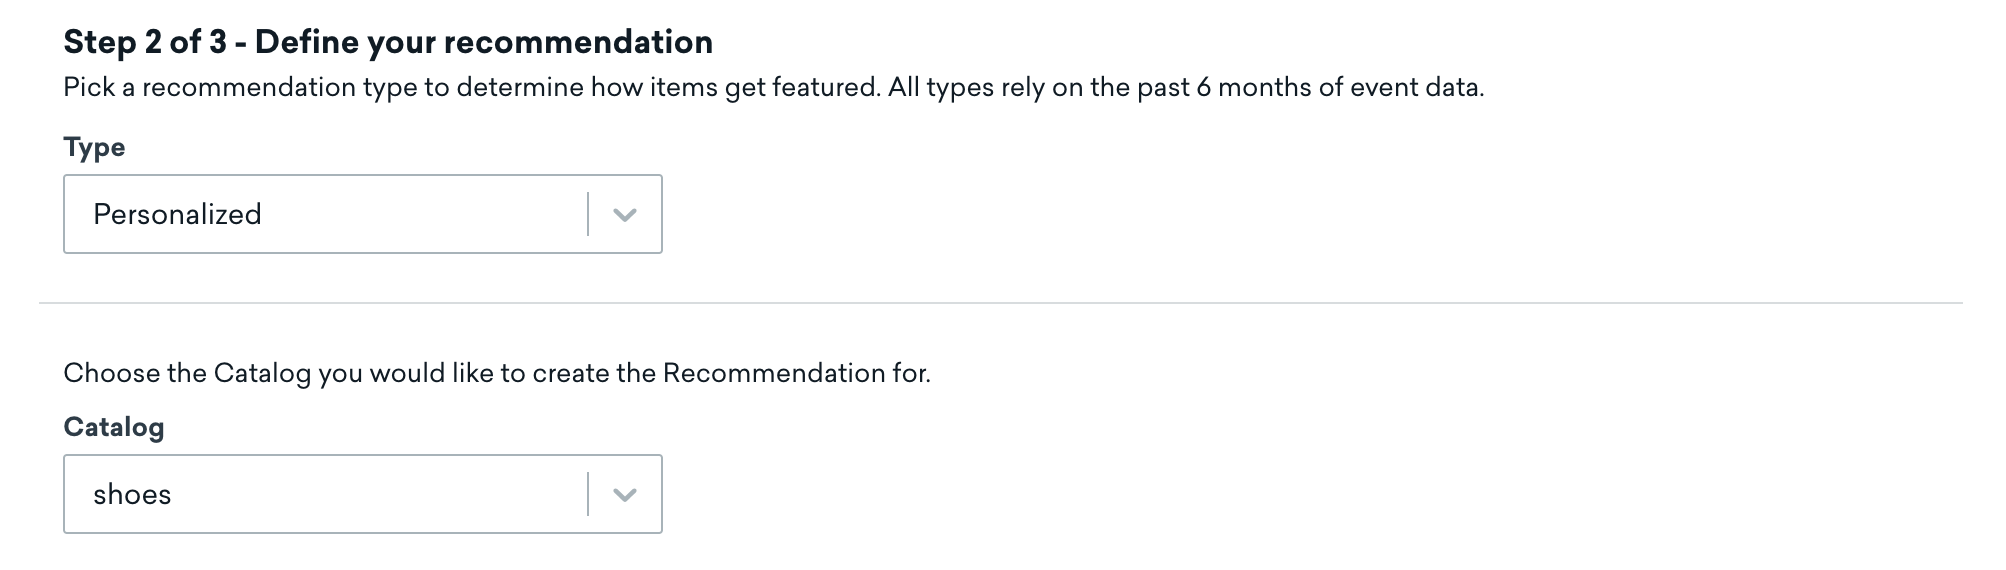 Step 2 of 3 - Define your recommendation
Pick a recommendation type to determine how items get featured. All types rely on the past 6 months of event data.
Type
Personalized
Choose the Catalog you would like to create the Recommendation for.
Catalog
shoes